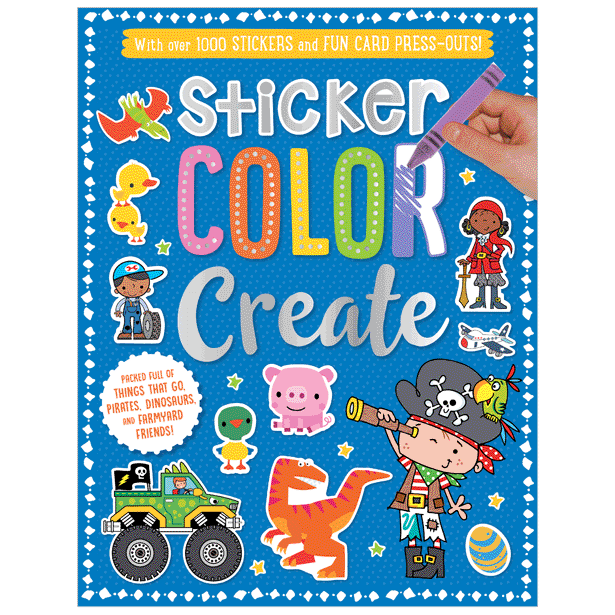 With over 1000 STICKERS and FUN CARD PRESS-OUTS!
Sticker
COLOR
Create
PACKED FULL OF
THINGS THAT GO,
PIRATES, DINOSAURS,
AND FARMYARD
FRIENDS!